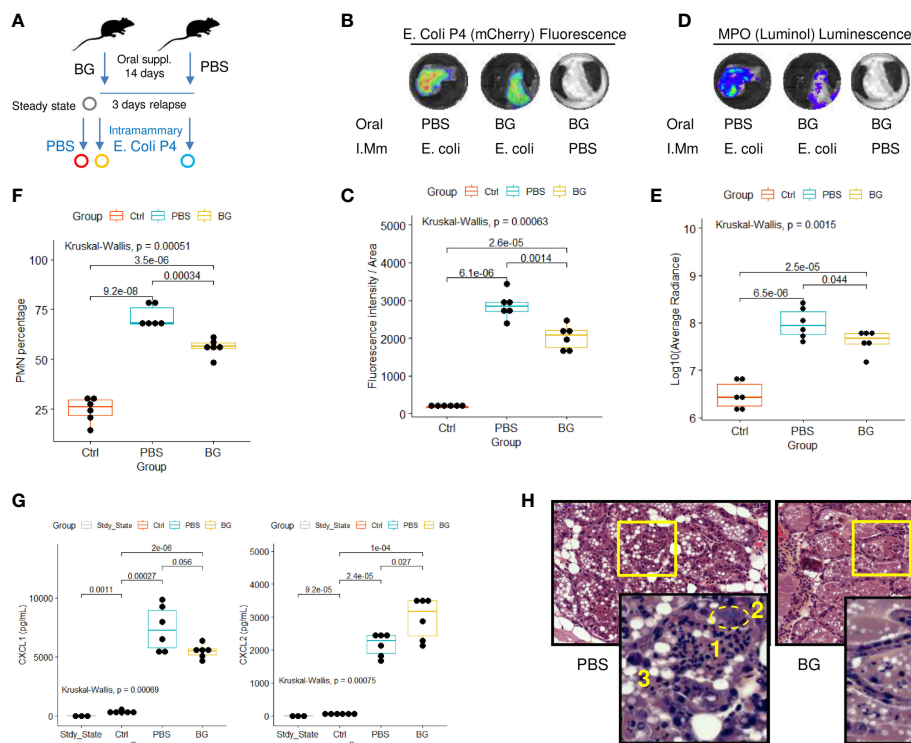 A
BG
Oral suppl.
14 days
PBS
Steady state
3 days relapse
Intramammary
PBS
E. Coli P4
B
E. Coli P4 (mCherry) Fluorescence
Oral PBS BG BG
I.Mm E. coli E. coli PBS
D
MPO (Luminol) Luminescence
Oral PBS BG BG
I.Mm E. coli E. coli PBS
F
Group Ctrl PBS BG
Kruskal-Wallis, p = 0.00051
3.5e-06
0.00034
9.2e-08
PMN percentage
100
75
50
25
Ctrl PBS BG
Group
C
Group Ctrl PBS BG
Kruskal-Wallis, p = 0.00063
2.6e-05
0.0014
6.1e-06
Fluorescence intensity / Area
5000
4000
3000
2000
1000
0
Ctrl PBS BG
Group
E
Group Ctrl PBS BG
Kruskal-Wallis, p = 0.0015
2.5e-05
0.044
6.5e-06
Log10(Average Radiance)
10
9
8
7
6
Ctrl PBS BG
Group
G
Group Stdy_State Ctrl PBS BG
2e-06
0.056
0.00027
0.0011
CXCL1 (pg/mL)
10000
5000
0
Kruskal-Wallis, p = 0.00069
Stdy_State Ctrl PBS BG
Group Stdy_State Ctrl PBS BG
1e-04
0.027
2.4e-05
9.2e-05
CXCL2 (pg/mL)
5000
4000
3000
2000
1000
0
Kruskal-Wallis, p = 0.00075
Stdy_State Ctrl PBS BG
H
2
1
3
PBS
BG